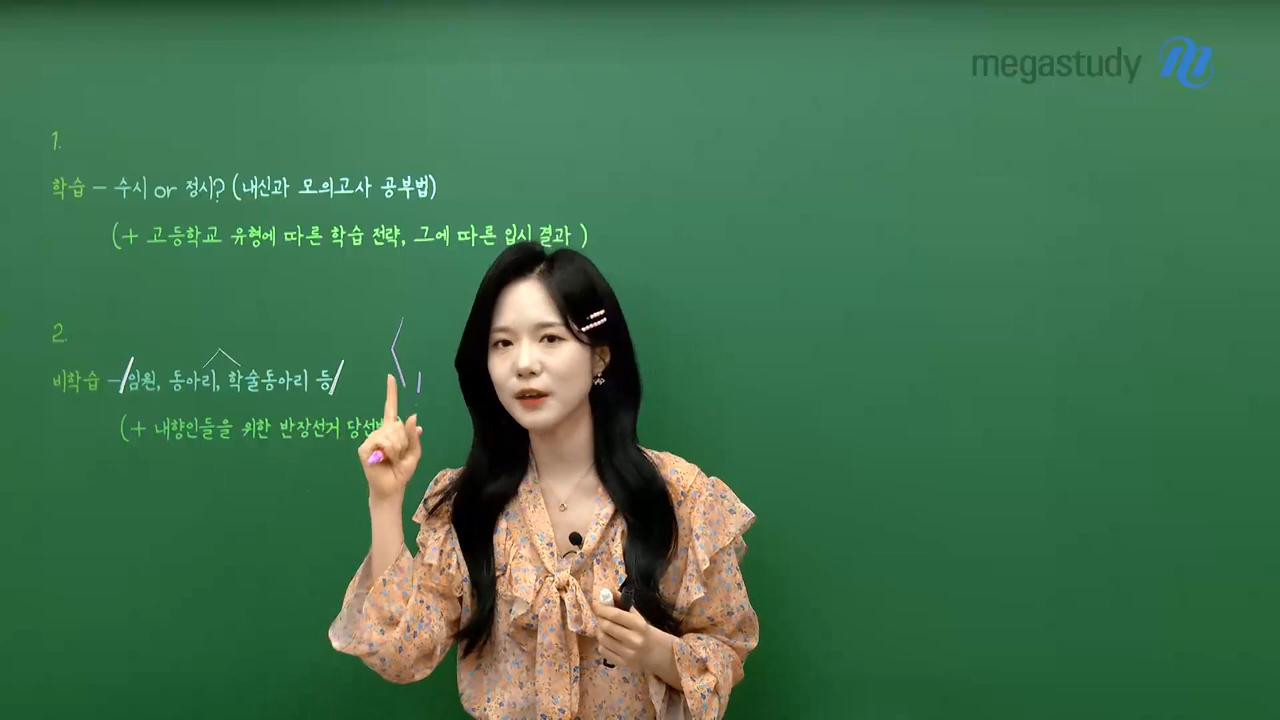 megastudy
1.
학습 - 수시 or 정시? (내신과 모의고사 공부법)
(+ 고등학교 유형에 따른 학습 전략, 그에 따른 입시 결과 )
2.
비학습 - 임원, 동아리, 학술동아리 등
(+ 내향인들을 위한 반장선거